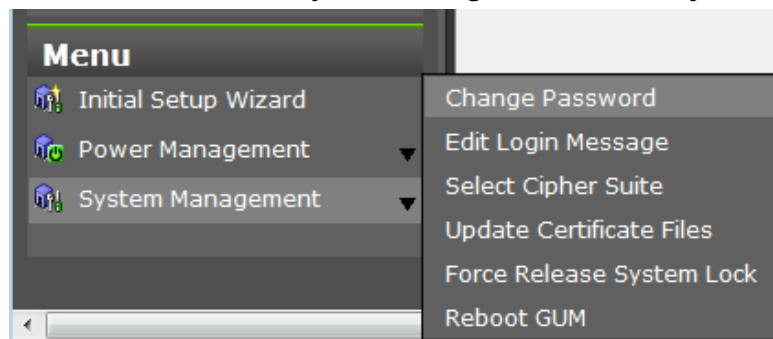 Menu
Initial Setup Wizard
Power Management
System Management
Change Password
Edit Login Message
Select Cipher Suite
Update Certificate Files
Force Release System Lock
Reboot GUM